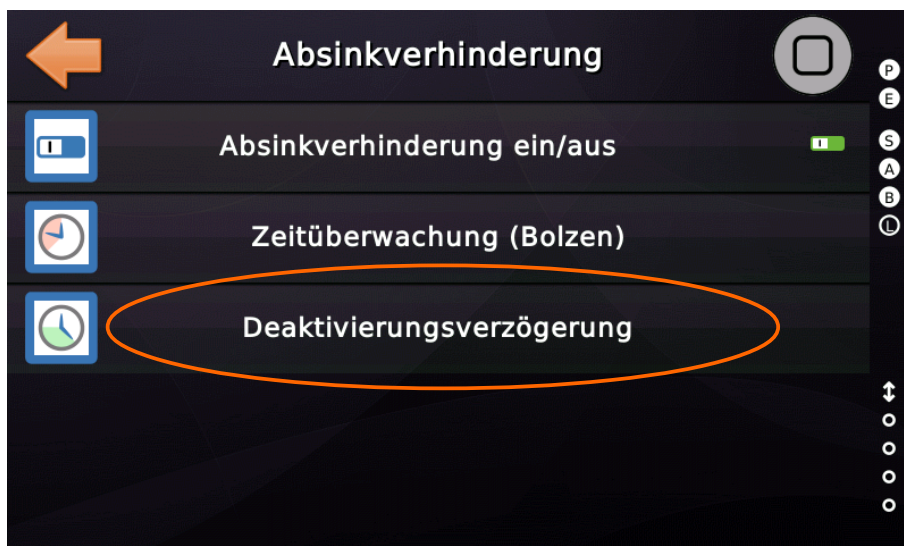 Absinkverhinderung
Absinkverhinderung ein/aus
Zeitüberwachung (Bolzen)
Deaktivierungsverzögerung
P
E
S
A
B
L